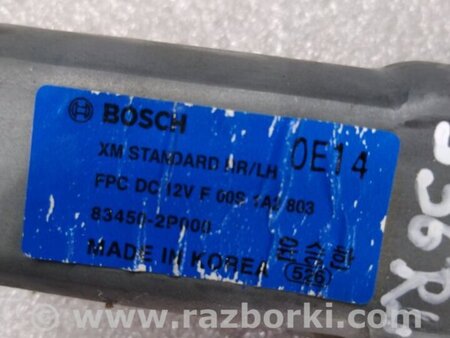 BOSCH
XM STANDARD RR/LH 0E14
FPC DC 12V F 00S 1A2 803
83450-2P000
MADE IN KOREA
526
www.razborki.com